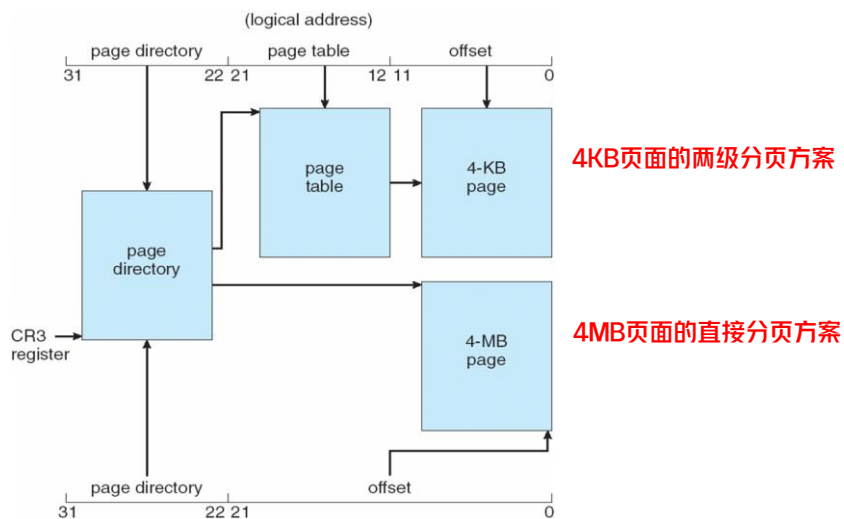 (logical address)
page directory page table offset
31 22 21 12 11 0
page
table
4-KB
page
4KB页面的两级分页方案
page
directory
CR3
register
4-MB
page
4MB页面的直接分页方案
page directory offset
31 22 21 0